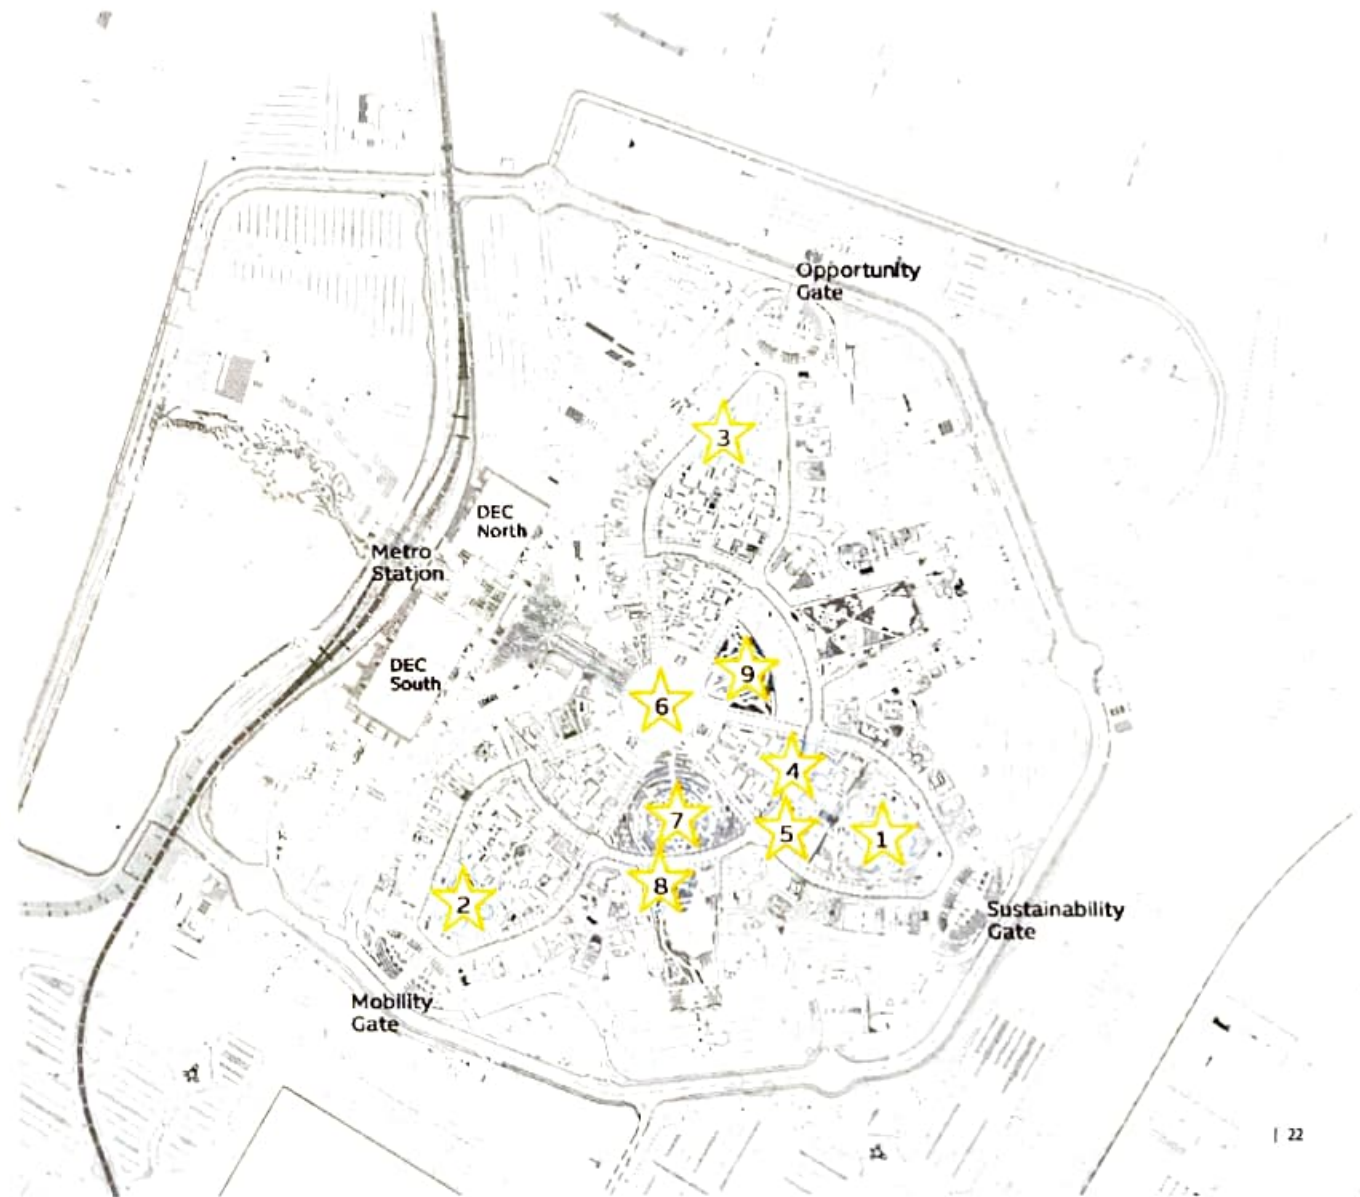 Opportunity
Gate
3
DEC
North
Metro
Station
DEC
South
9
6
4
7
5
1
8
2
Sustainability
Gate
Mobility
Gate
| 22